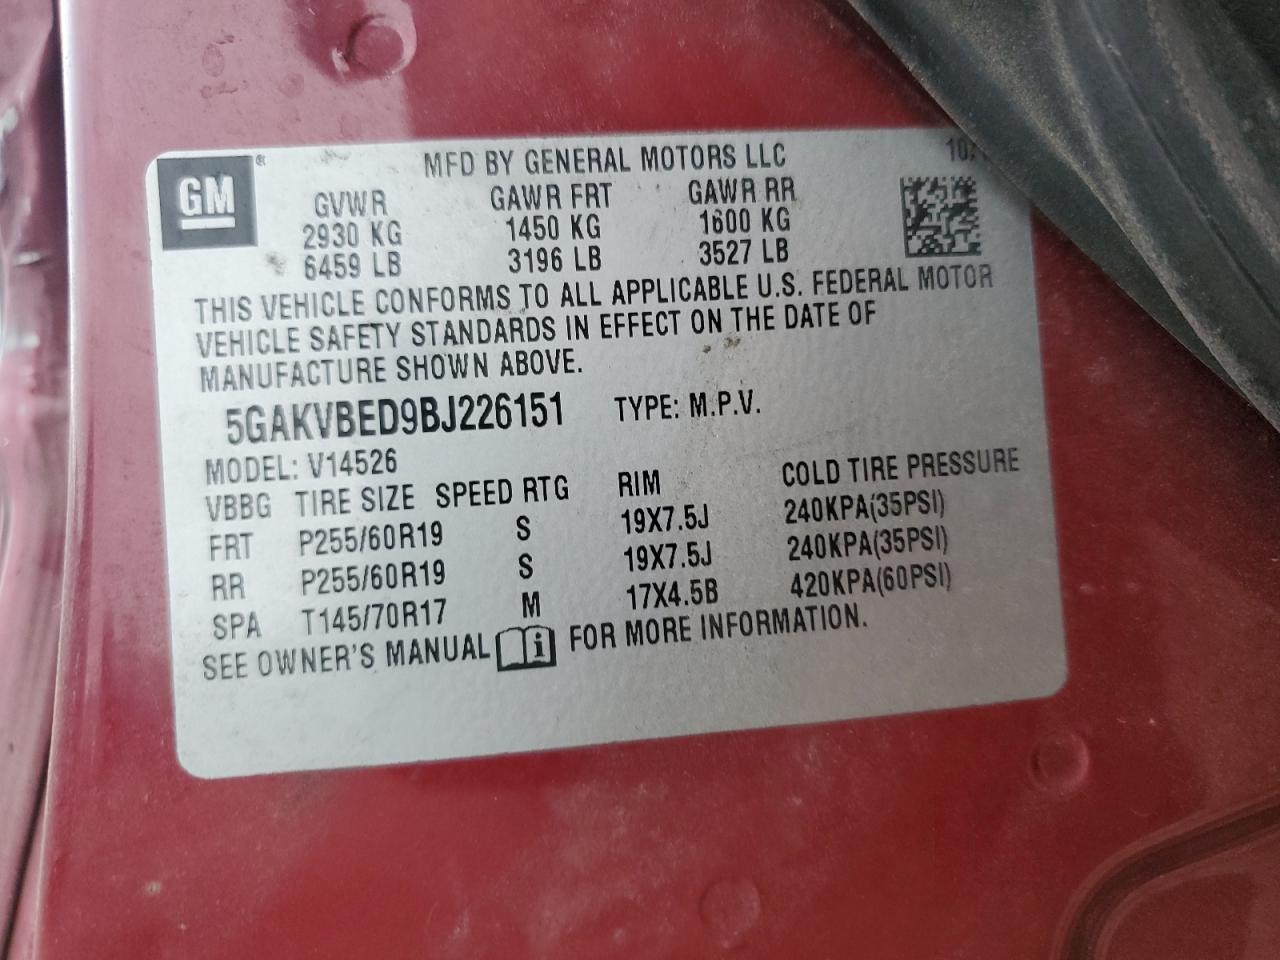 GM ®
MFD BY GENERAL MOTORS LLC
GVWR GAWR FRT GAWR RR
2930 KG 1450 KG 1600 KG
6459 LB 3196 LB 3527 LB
THIS VEHICLE CONFORMS TO ALL APPLICABLE U.S. FEDERAL MOTOR
VEHICLE SAFETY STANDARDS IN EFFECT ON THE DATE OF
MANUFACTURE SHOWN ABOVE.
5GAKVBED9BJ226151 TYPE: M.P.V.
MODEL: V14526
VBBG TIRE SIZE SPEED RTG RIM COLD TIRE PRESSURE
FRT P255/60R19 S 19X7.5J 240KPA(35PSI)
RR P255/60R19 S 19X7.5J 240KPA(35PSI)
SPA T145/70R17 M 17X4.5B 420KPA(60PSI)
SEE OWNER'S MANUAL FOR MORE INFORMATION.